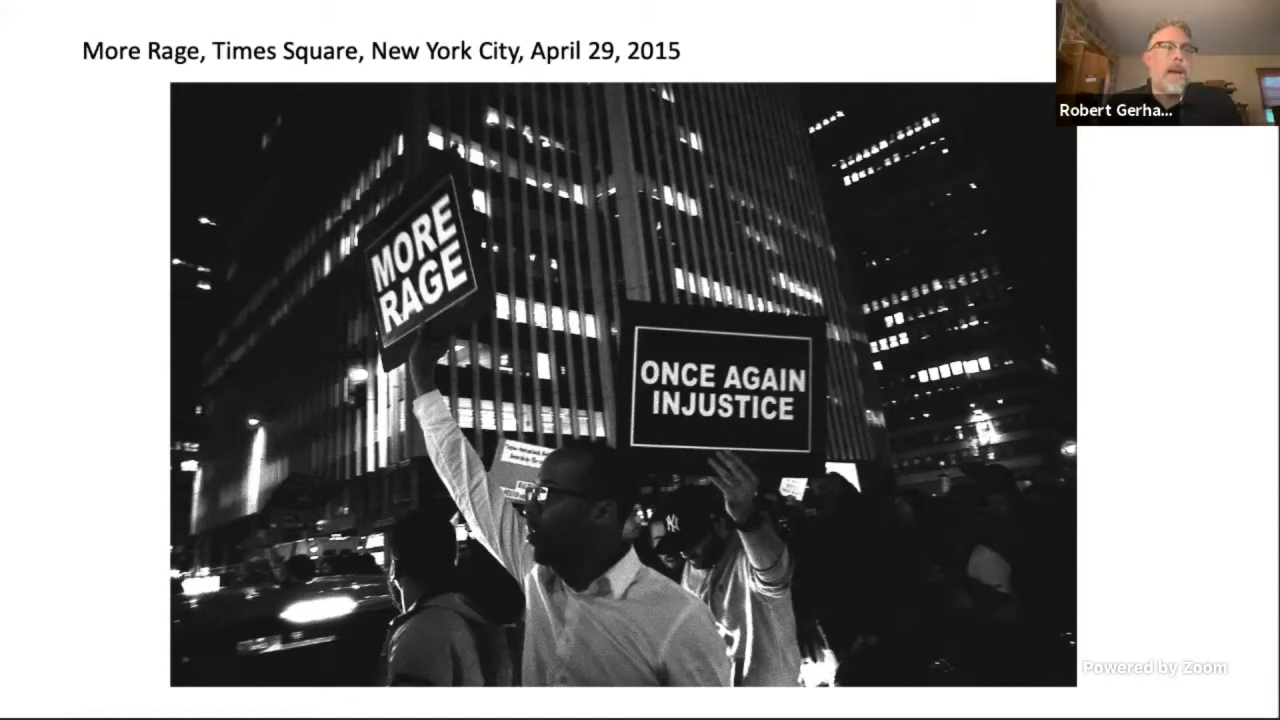 More Rage, Times Square, New York City, April 29, 2015
Robert Gerha...
MORE
RAGE
ONCE AGAIN
INJUSTICE
NY
Powered by Zoom